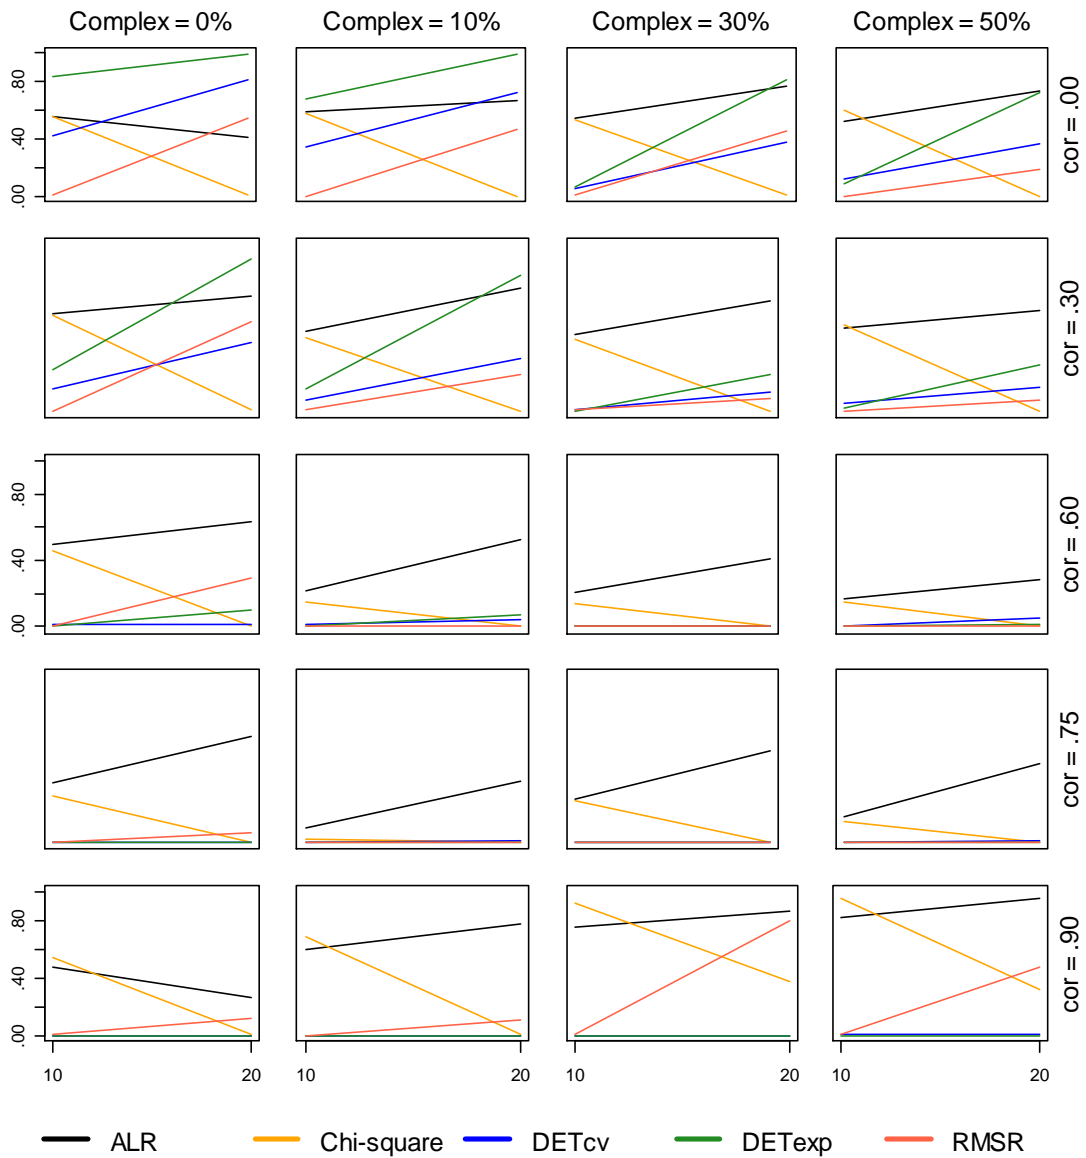 Complex = 0%
Complex = 10%
Complex = 30%
Complex = 50%
.80
.40
.00
cor = .00
cor = .30
.80
.40
.00
cor = .60
cor = .75
.80
.40
.00
cor = .90
10
20
10
20
10
20
10
20
ALR
Chi-square
DETcv
DETexp
RMSR